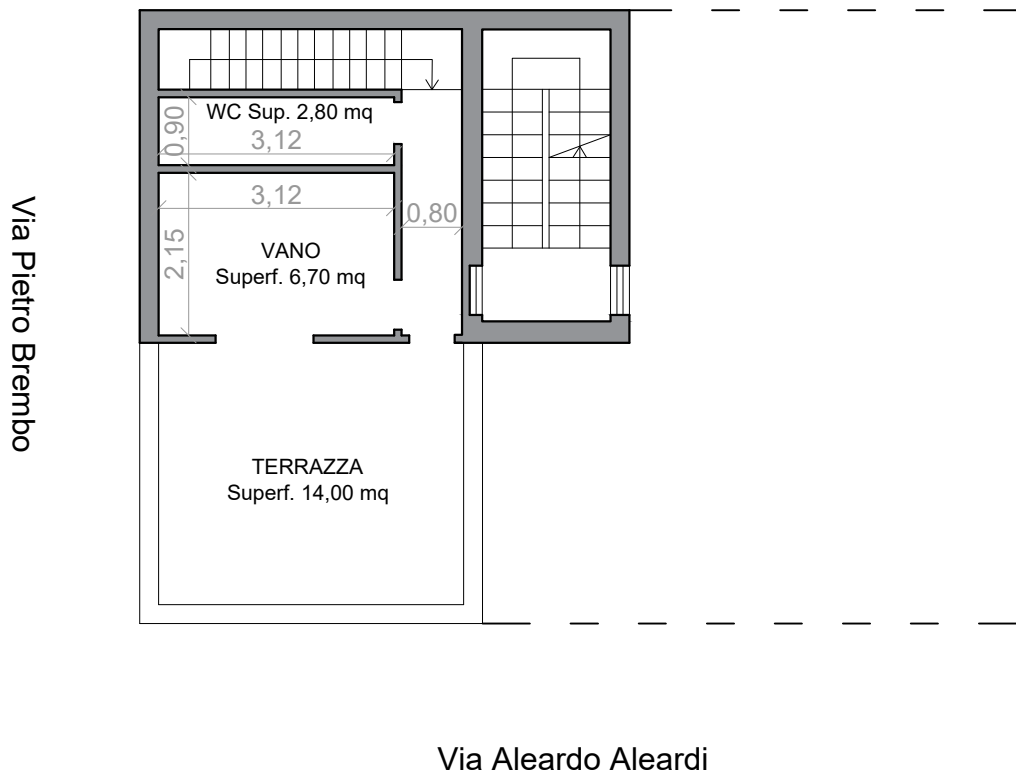 WC Sup. 2,80 mq
0,90
3,12
3,12
0,80
2,15
VANO
Superf. 6,70 mq
Via Pietro Brembo
TERRAZZA
Superf. 14,00 mq
Via Aleardo Aleardi